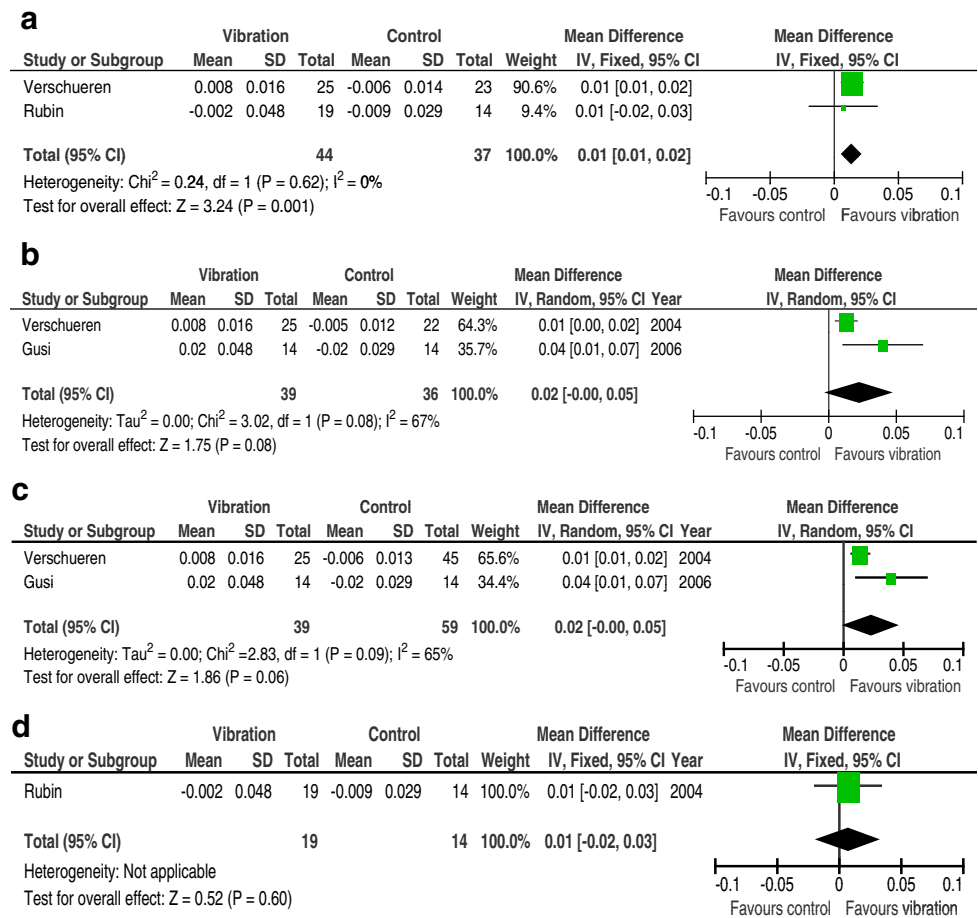 a
Vibration Control Mean Difference Mean Difference
Study or Subgroup Mean SD Total Mean SD Total Weight IV, Fixed, 95% CI IV, Fixed, 95% CI
Verschueren 0.008 0.016 25 -0.006 0.014 23 90.6% 0.01 [0.01, 0.02]
Rubin -0.002 0.048 19 -0.009 0.029 14 9.4% 0.01 [-0.02, 0.03]
Total (95% CI) 44 37 100.0% 0.01 [0.01, 0.02]
Heterogeneity: Chi² = 0.24, df = 1 (P = 0.62); I² = 0%
Test for overall effect: Z = 3.24 (P = 0.001)
-0.1 -0.05 0 0.05 0.1
Favours control Favours vibration
b
Vibration Control Mean Difference Mean Difference
Study or Subgroup Mean SD Total Mean SD Total Weight IV, Random, 95% CI Year IV, Random, 95% CI
Verschueren 0.008 0.016 25 -0.005 0.012 22 64.3% 0.01 [0.00, 0.02] 2004
Gusi 0.02 0.048 14 -0.02 0.029 14 35.7% 0.04 [0.01, 0.07] 2006
Total (95% CI) 39 36 100.0% 0.02 [-0.00, 0.05]
Heterogeneity: Tau² = 0.00; Chi² = 3.02, df = 1 (P = 0.08); I² = 67%
Test for overall effect: Z = 1.75 (P = 0.08)
-0.1 -0.05 0 0.05 0.1
Favours control Favours vibration
c
Vibration Control Mean Difference Mean Difference
Study or Subgroup Mean SD Total Mean SD Total Weight IV, Random, 95% CI Year IV, Random, 95% CI
Verschueren 0.008 0.016 25 -0.006 0.013 45 65.6% 0.01 [0.01, 0.02] 2004
Gusi 0.02 0.048 14 -0.02 0.029 14 34.4% 0.04 [0.01, 0.07] 2006
Total (95% CI) 39 59 100.0% 0.02 [-0.00, 0.05]
Heterogeneity: Tau² = 0.00; Chi² =2.83, df = 1 (P = 0.09); I² = 65%
Test for overall effect: Z = 1.86 (P = 0.06)
-0.1 -0.05 0 0.05 0.1
Favours control Favours vibration
d
Vibration Control Mean Difference Mean Difference
Study or Subgroup Mean SD Total Mean SD Total Weight IV, Fixed, 95% CI Year IV, Fixed, 95% CI
Rubin -0.002 0.048 19 -0.009 0.029 14 100.0% 0.01 [-0.02, 0.03] 2004
Total (95% CI) 19 14 100.0% 0.01 [-0.02, 0.03]
Heterogeneity: Not applicable
Test for overall effect: Z = 0.52 (P = 0.60)
-0.1 -0.05 0 0.05 0.1
Favours control Favours vibration